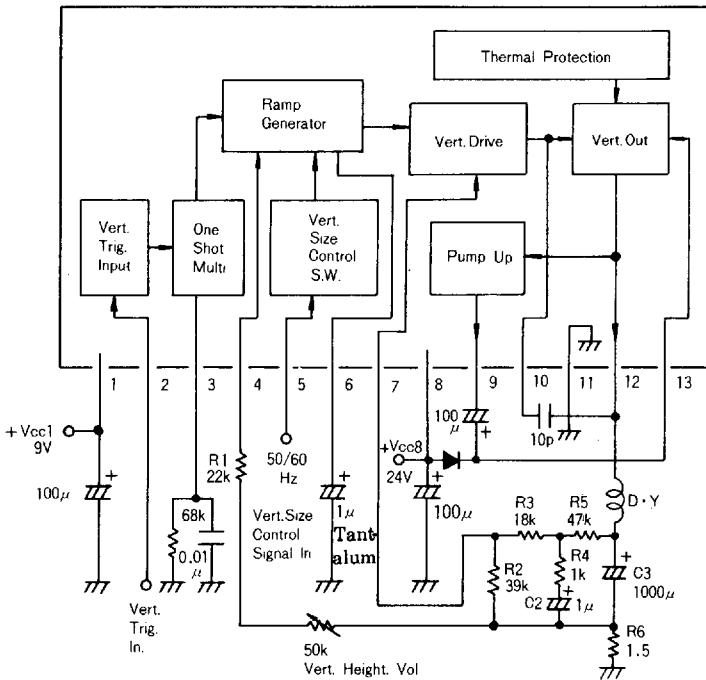 Thermal Protection
Ramp
Generator
Vert. Drive
Vert. Out
Vert.
Trig.
Input
One
Shot
Multi
Vert.
Size
Control
S.W.
Pump Up
1 2 3 4 5 6 7 8 9 10 11 12 13
+Vcc1
9V
100μ
+
68k
0.01
μ
Vert.
Trig.
In.
R1
22k
50/60
Hz
Vert.Size
Control
Signal In
+
1μ
Tant-
alum
50k
Vert. Height. Vol
100
μ
+
+Vcc8
24V
+
100μ
10p
D·Y
R3
18k
R5
47k
R2
39k
R4
1k
+
C2
1μ
+
C3
1000μ
R6
1.5